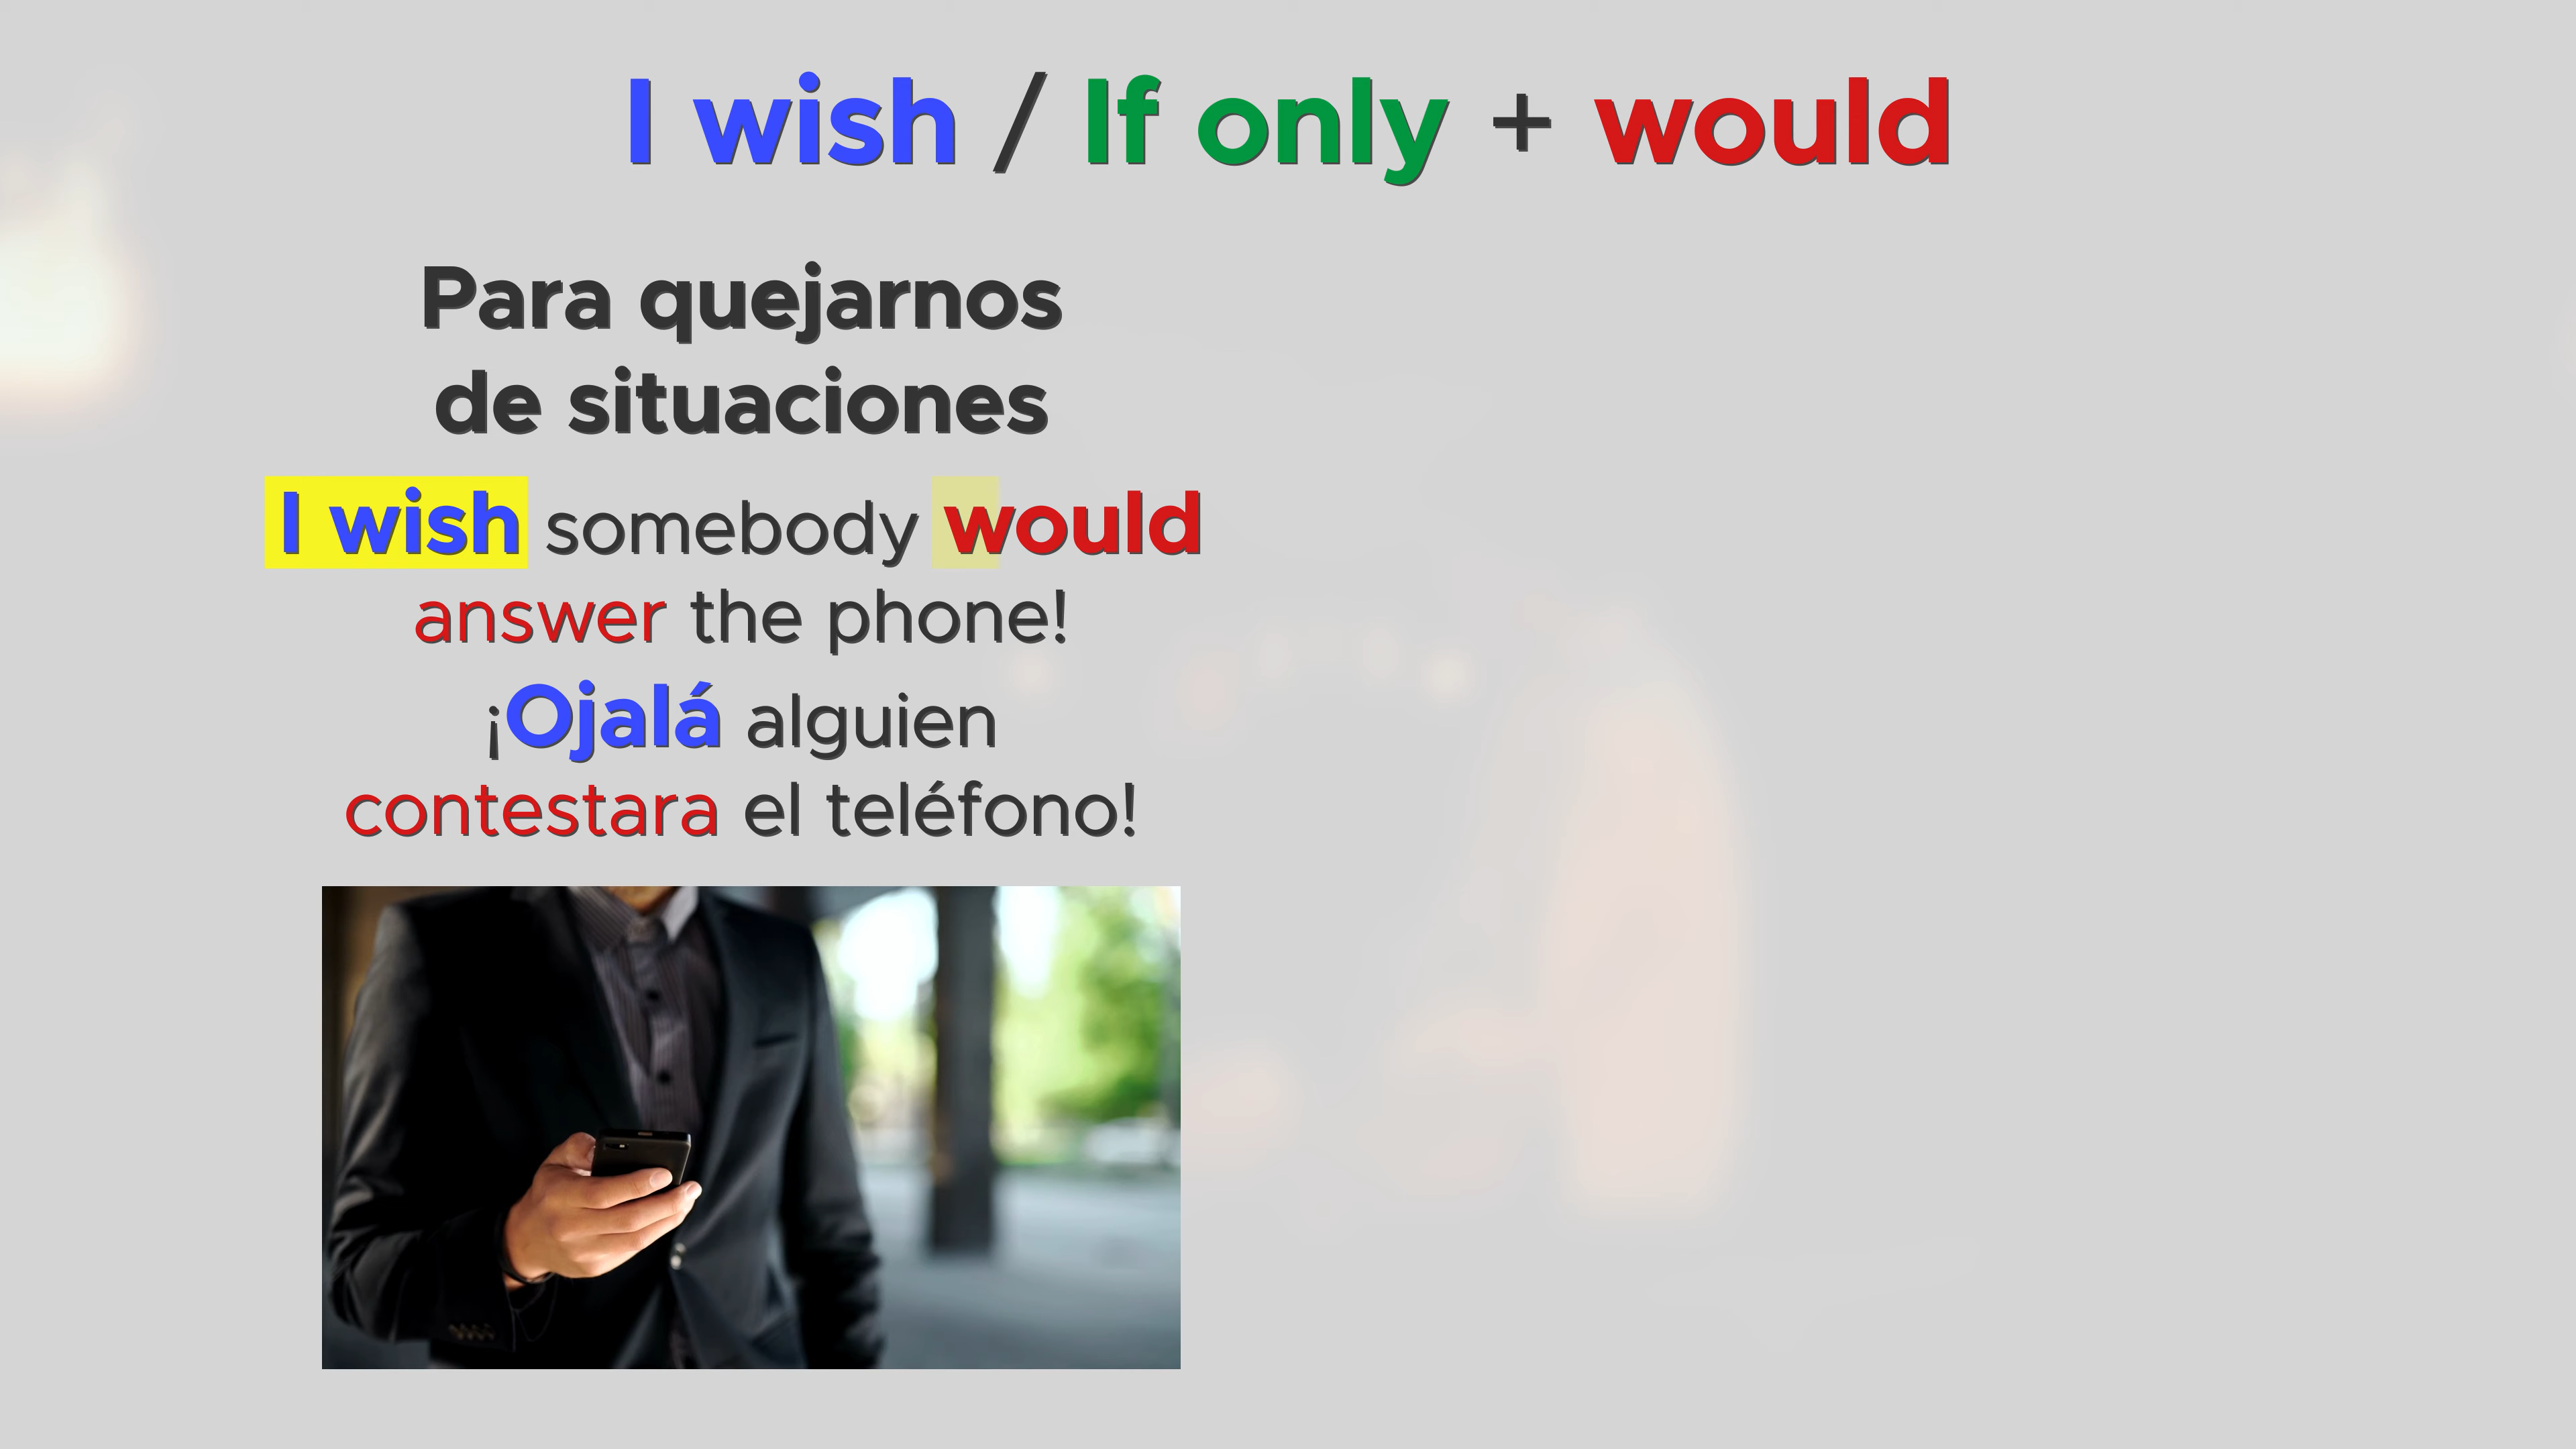 I wish / If only + would
Para quejarnos
de situaciones
I wish somebody would
answer the phone!
¡Ojalá alguien
contestara el teléfono!